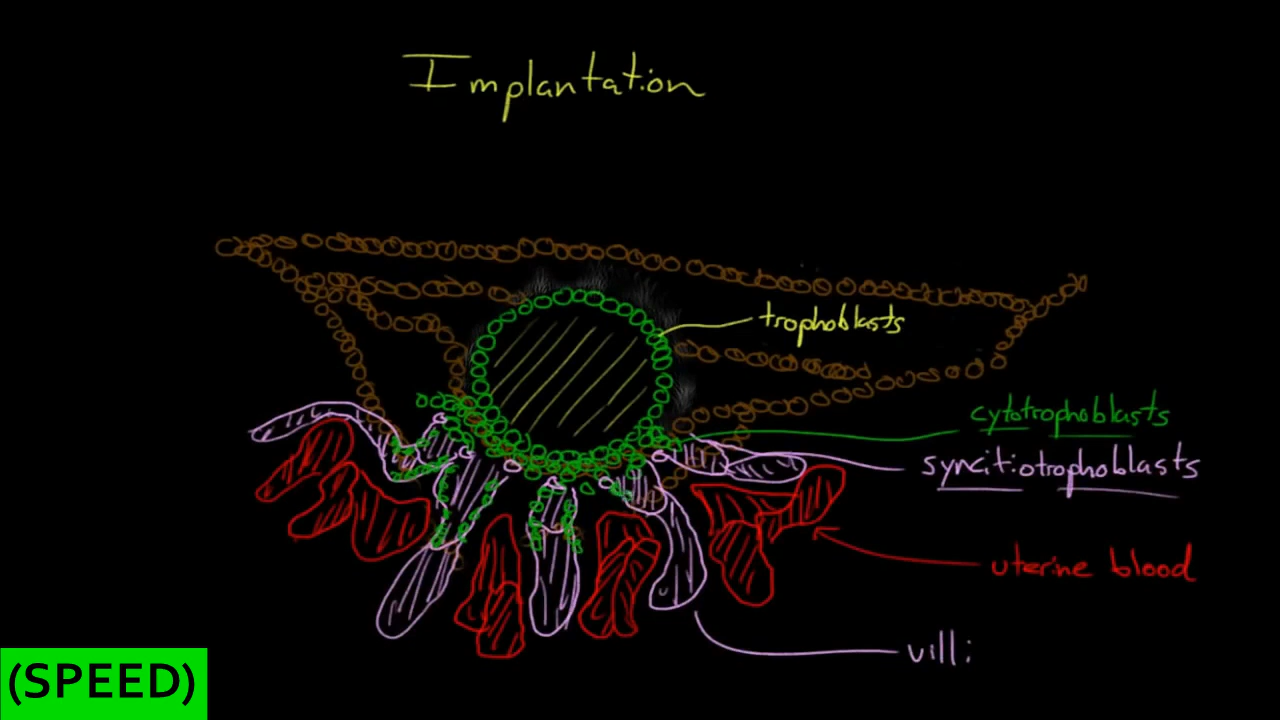 Implantation
trophoblasts
cytotrophoblasts
syncitiotrophoblasts
uterine blood
villi
(SPEED)